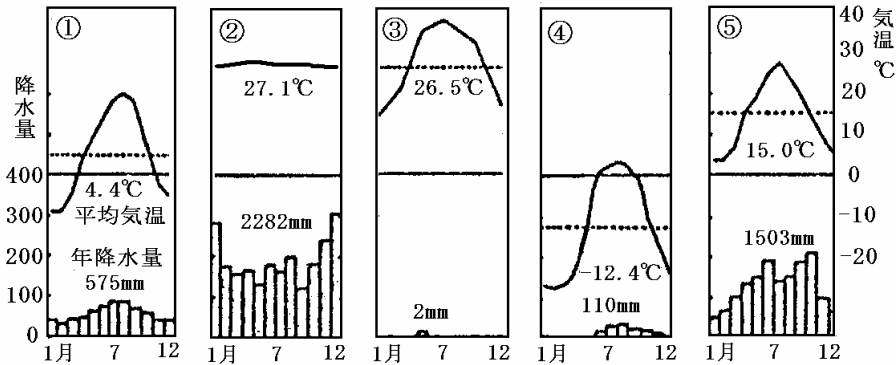 ① ② ③ ④ ⑤
40
気温 ℃
30
20
10
0
-10
-20
降水量
400
300
200
100
0
4.4℃
平均気温
年降水量
575mm
27.1℃
2282mm
26.5℃
2mm
-12.4℃
110mm
15.0℃
1503mm
1月 7 12
1月 7 12
1月 7 12
1月 7 12
1月 7 12